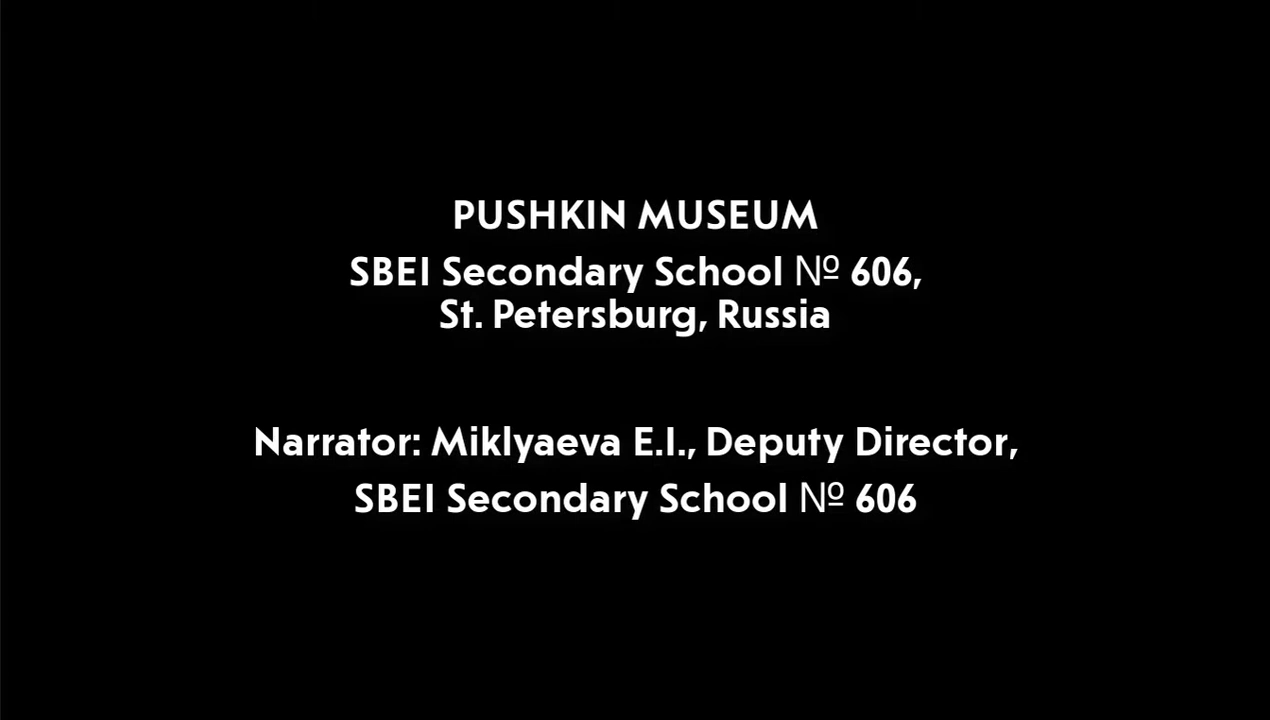 PUSHKIN MUSEUM
SBEI Secondary School № 606,
St. Petersburg, Russia
Narrator: Miklyaeva E.I., Deputy Director,
SBEI Secondary School № 606